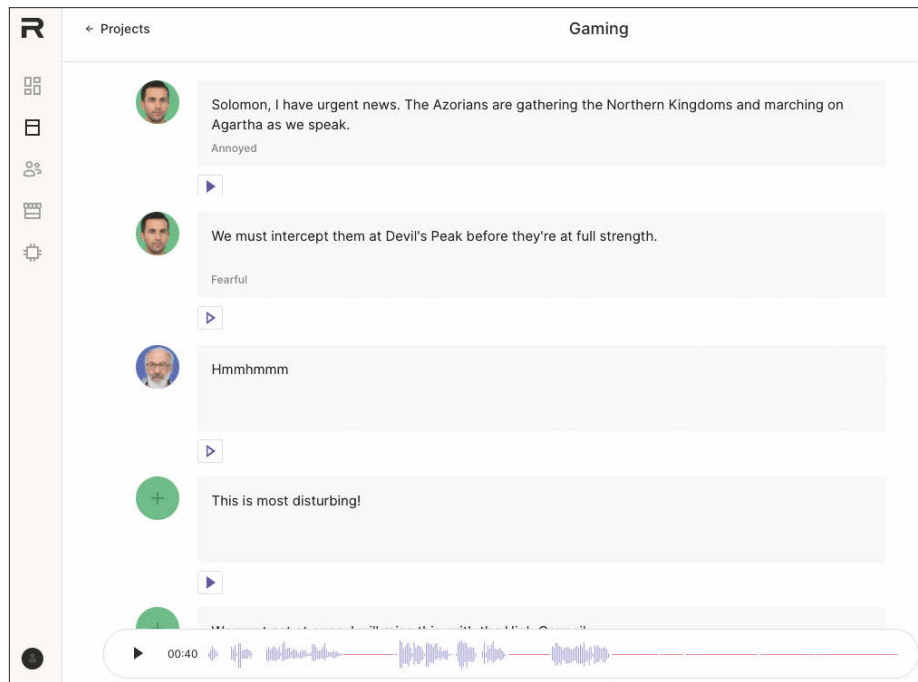 R
← Projects
Gaming
Solomon, I have urgent news. The Azorians are gathering the Northern Kingdoms and marching on
Agartha as we speak.
Annoyed
We must intercept them at Devil's Peak before they're at full strength.
Fearful
Hmmhmmm
This is most disturbing!
00:40